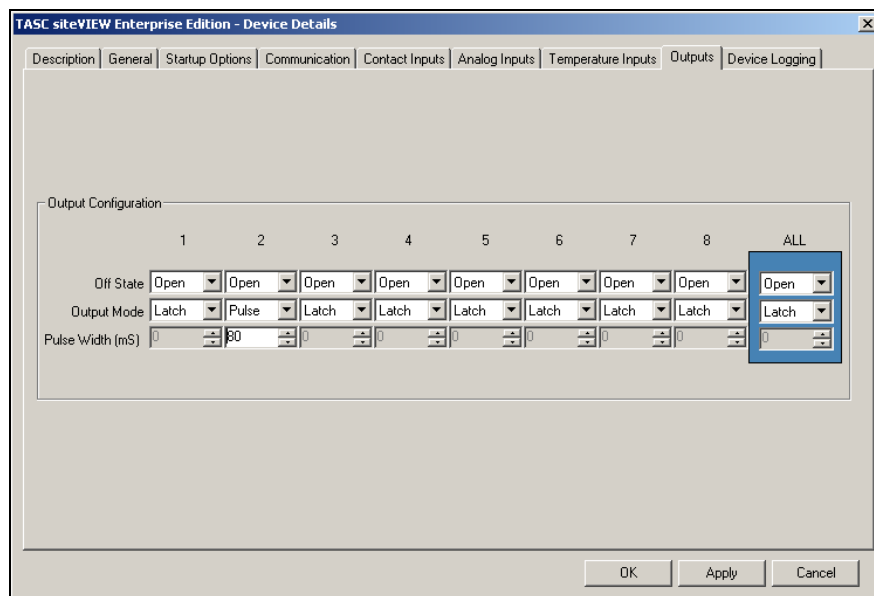 TASC siteVIEW Enterprise Edition - Device Details
Description General Startup Options Communication Contact Inputs Analog Inputs Temperature Inputs Outputs Device Logging
Output Configuration
1 2 3 4 5 6 7 8 ALL
Off State Open Open Open Open Open Open Open Open Open
Output Mode Latch Pulse Latch Latch Latch Latch Latch Latch Latch
Pulse Width (mS) 0 80 0 0 0 0 0 0 0
OK Apply Cancel